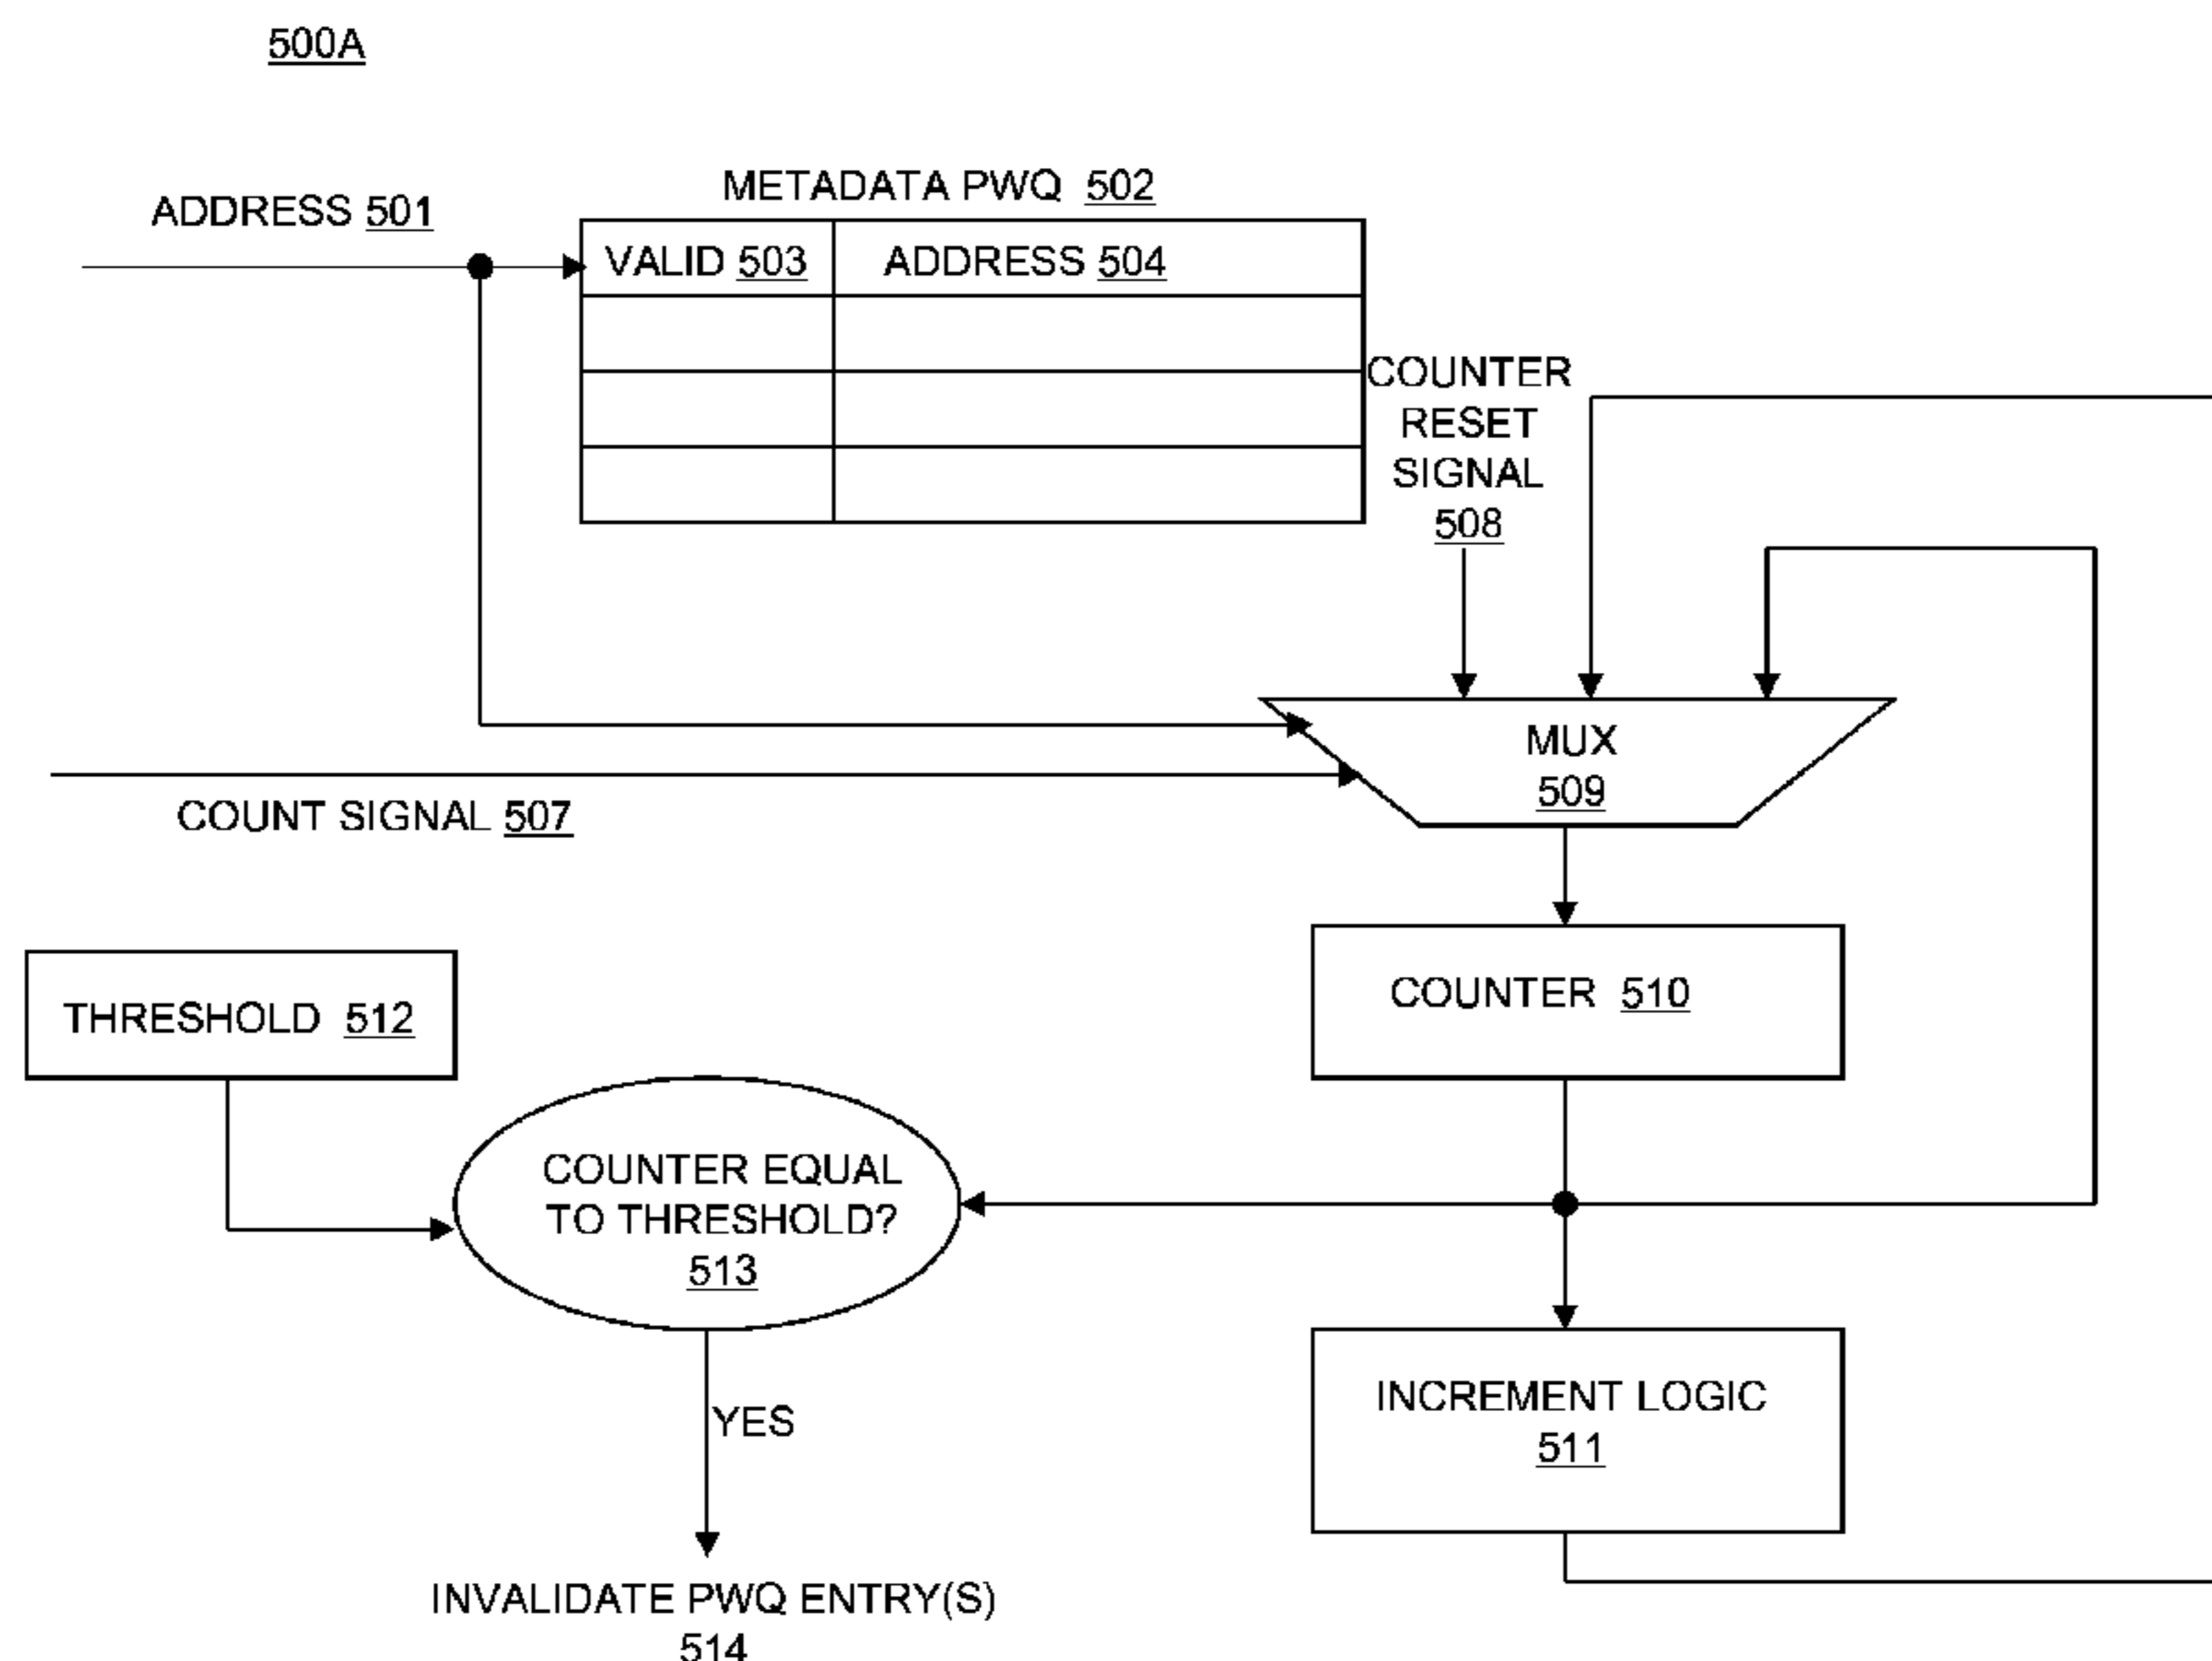 500A
METADATA PWQ 502
ADDRESS 501
VALID 503 ADDRESS 504
COUNTER
RESET
SIGNAL
508
MUX
509
COUNT SIGNAL 507
COUNTER 510
THRESHOLD 512
COUNTER EQUAL
TO THRESHOLD?
513
INCREMENT LOGIC
511
YES
INVALIDATE PWQ ENTRY(S)
514